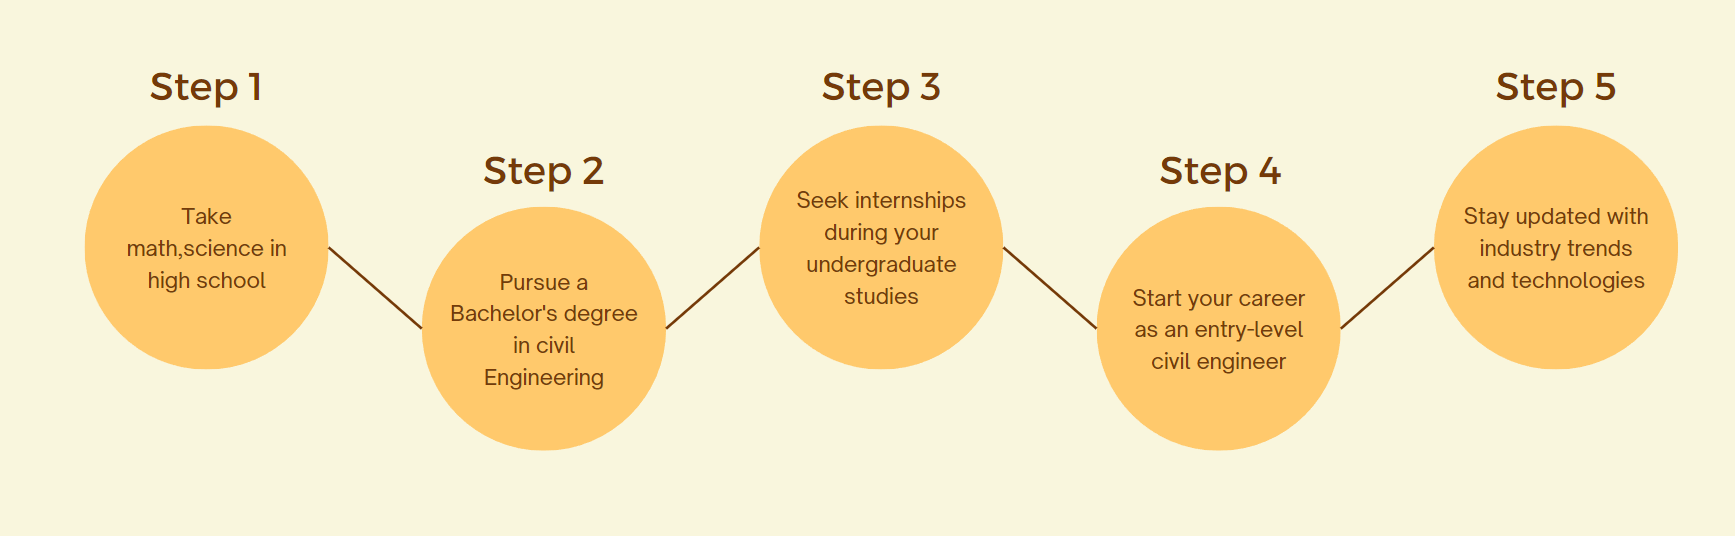 Step 1
Take
math,science in
high school
Step 2
Pursue a
Bachelor's degree
in civil
Engineering
Step 3
Seek internships
during your
undergraduate
studies
Step 4
Start your career
as an entry-level
civil engineer
Step 5
Stay updated with
industry trends
and technologies